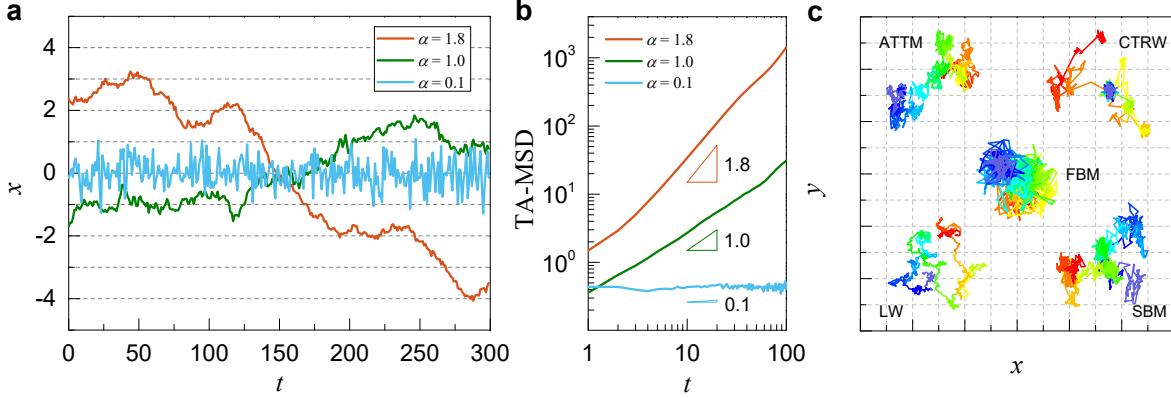 a
4
2
0
-2
-4
x
0
50
100
150
200
250
300
t
α = 1.8
α = 1.0
α = 0.1
b
10³
10²
10¹
10⁰
TA-MSD
1
10
100
t
α = 1.8
α = 1.0
α = 0.1
1.8
1.0
0.1
c
ATTM
CTRW
FBM
LW
SBM
y
x